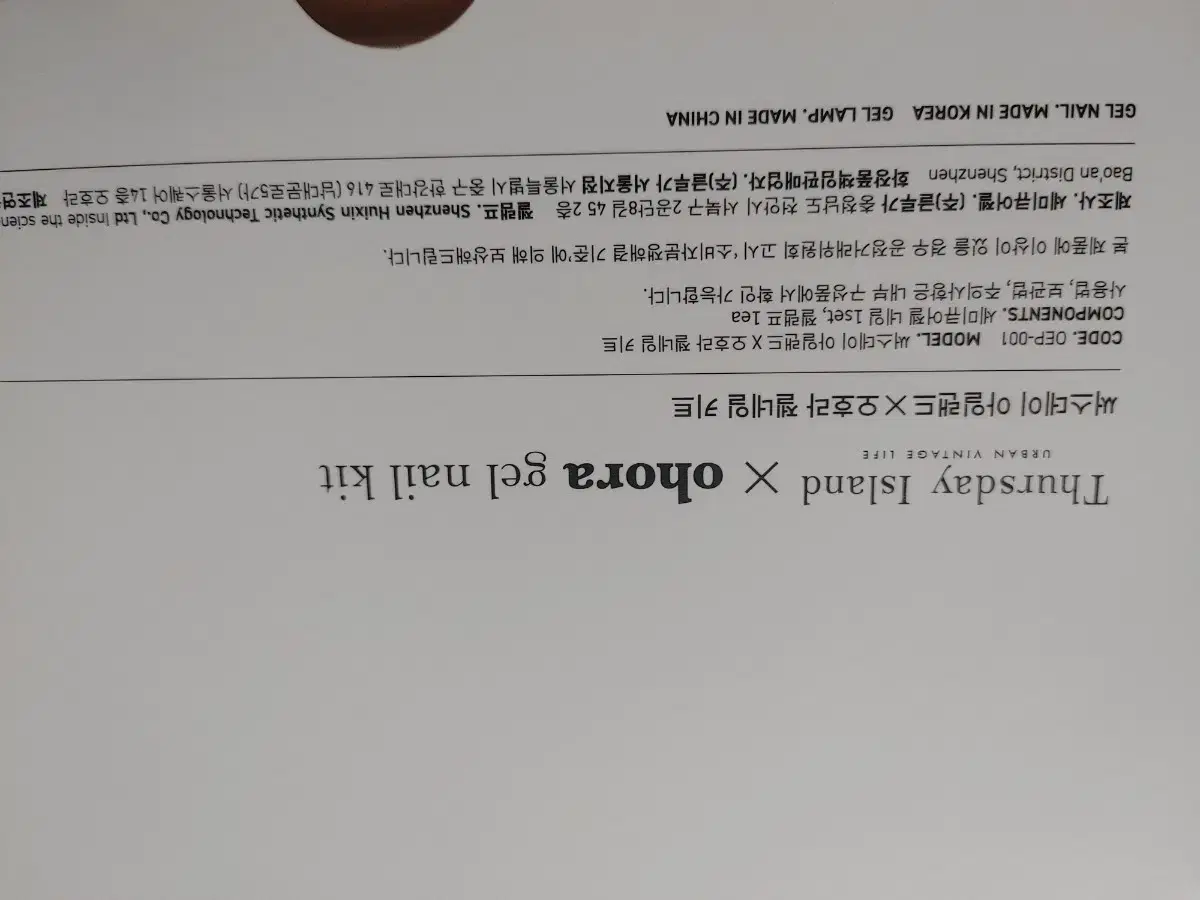 Thursday Island × ohora gel nail kit
URBAN VINTAGE LIFE
써스데이 아일랜드 × 오호라 젤네일 키트
CODE. OEP-001 MODEL. 써스데이 아일랜드 X 오호라 젤네일 키트
COMPONENTS. 세미큐어젤 네일 1set, 젤램프 1ea
사용법, 보관법, 주의사항은 내부 구성품에서 확인 가능합니다.
본 제품에 이상이 있을 경우 공정거래위원회 고시 '소비자분쟁해결 기준'에 의해 보상해드립니다.
제조사. 세미큐어젤. (주)글루가 충청남도 천안시 서북구 2공단8길 45 2층 젤램프. Shenzhen Huixin Synthetic Technology Co., Ltd Inside the scien
Bao'an District, Shenzhen 화장품책임판매업자. (주)글루가 서울지점 서울특별시 중구 한강대로 416 (남대문로5가) 서울스퀘어 14층 오호라 제조연
GEL NAIL. MADE IN KOREA GEL LAMP. MADE IN CHINA